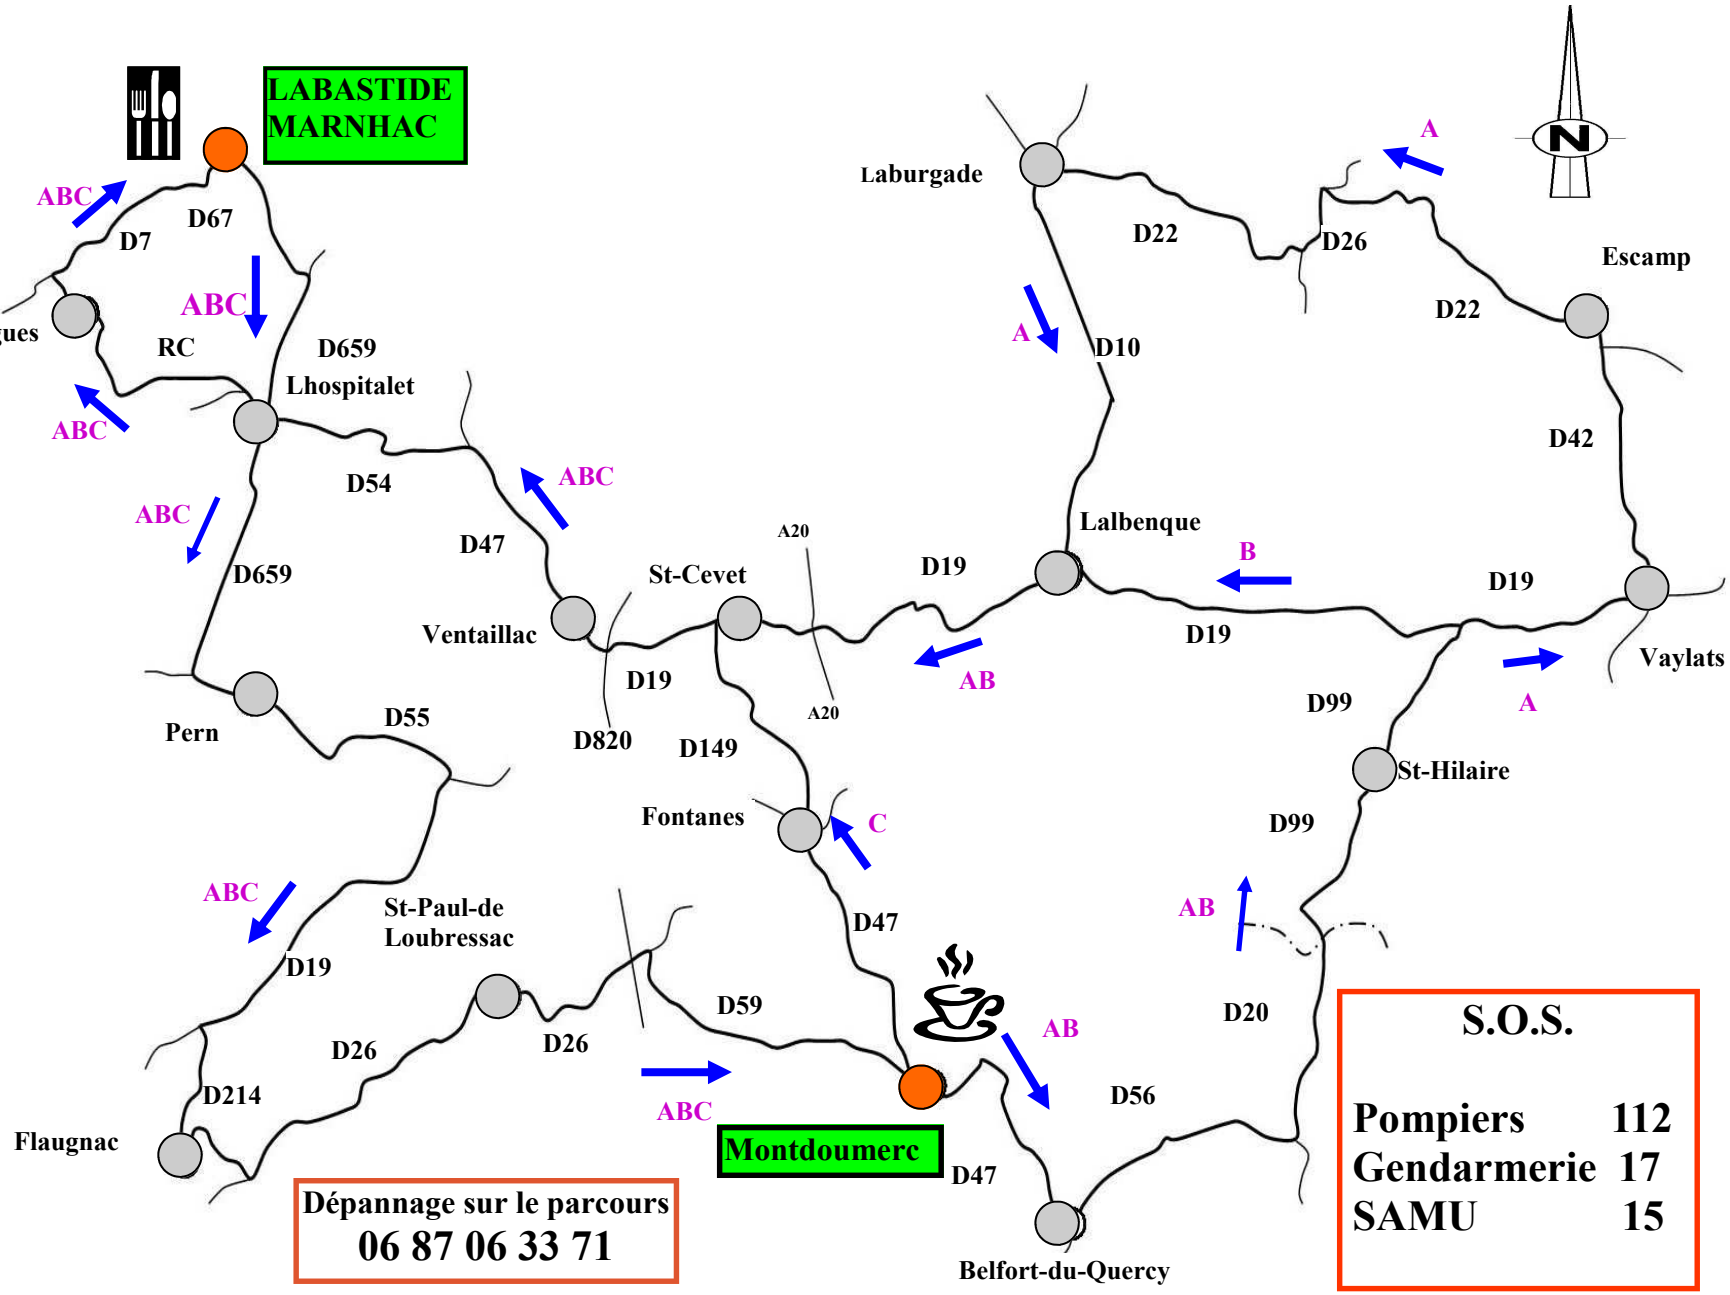 LABASTIDE
MARNHAC
N
A
ABC
Laburgade
D67
D22
D7
D26
Escamp
ABC
D22
gues
A
RC
D659
D10
Lhospitalet
ABC
D42
D54
ABC
ABC
Lalbenque
A20
D47
B
D659
St-Cevet
D19
D19
Ventaillac
D19
Vaylats
D19
AB
D99
A
A20
Pern
D55
D820
D149
St-Hilaire
Fontanes
C
D99
ABC
St-Paul-de
Loubressac
AB
D47
D19
D59
D20
AB
D26
D26
D214
D56
ABC
Flaugnac
Montdoumerc
D47
Belfort-du-Quercy
Dépannage sur le parcours
06 87 06 33 71
S.O.S.
Pompiers 112
Gendarmerie 17
SAMU 15